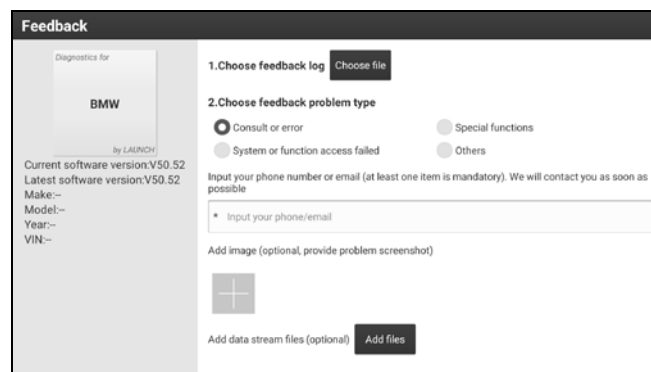 Feedback
Diagnostics for
BMW
by LAUNCH
Current software version:V50.52
Latest software version:V50.52
Make:--
Model:--
Year:--
VIN:--
1.Choose feedback log Choose file
2.Choose feedback problem type
Consult or error Special functions
System or function access failed Others
Input your phone number or email (at least one item is mandatory). We will contact you as soon as
possible
* Input your phone/email
Add image (optional, provide problem screenshot)
Add data stream files (optional) Add files